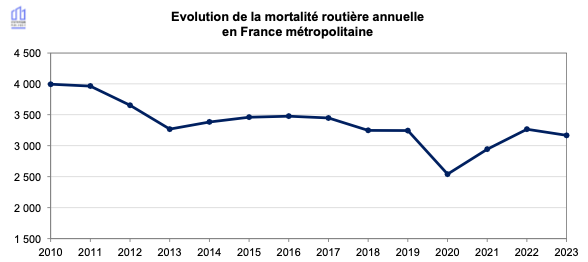 Evolution de la mortalité routière annuelle
en France métropolitaine
4 500
4 000
3 500
3 000
2 500
2 000
1 500
2010 2011 2012 2013 2014 2015 2016 2017 2018 2019 2020 2021 2022 2023